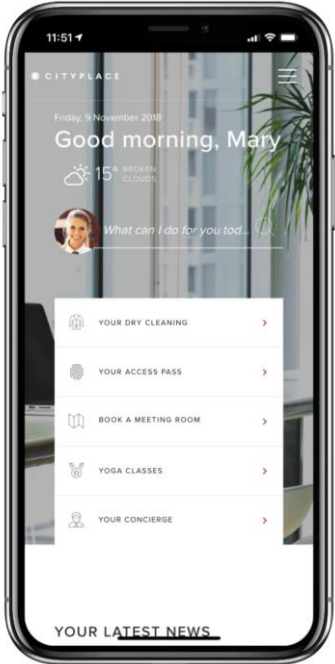 11:51
CITYPLACE
Friday, 9 November 2018
Good morning, Mary
15° BROKEN
CLOUDS
What can I do for you tod...
YOUR DRY CLEANING
YOUR ACCESS PASS
BOOK A MEETING ROOM
YOGA CLASSES
YOUR CONCIERGE
YOUR LATEST NEWS